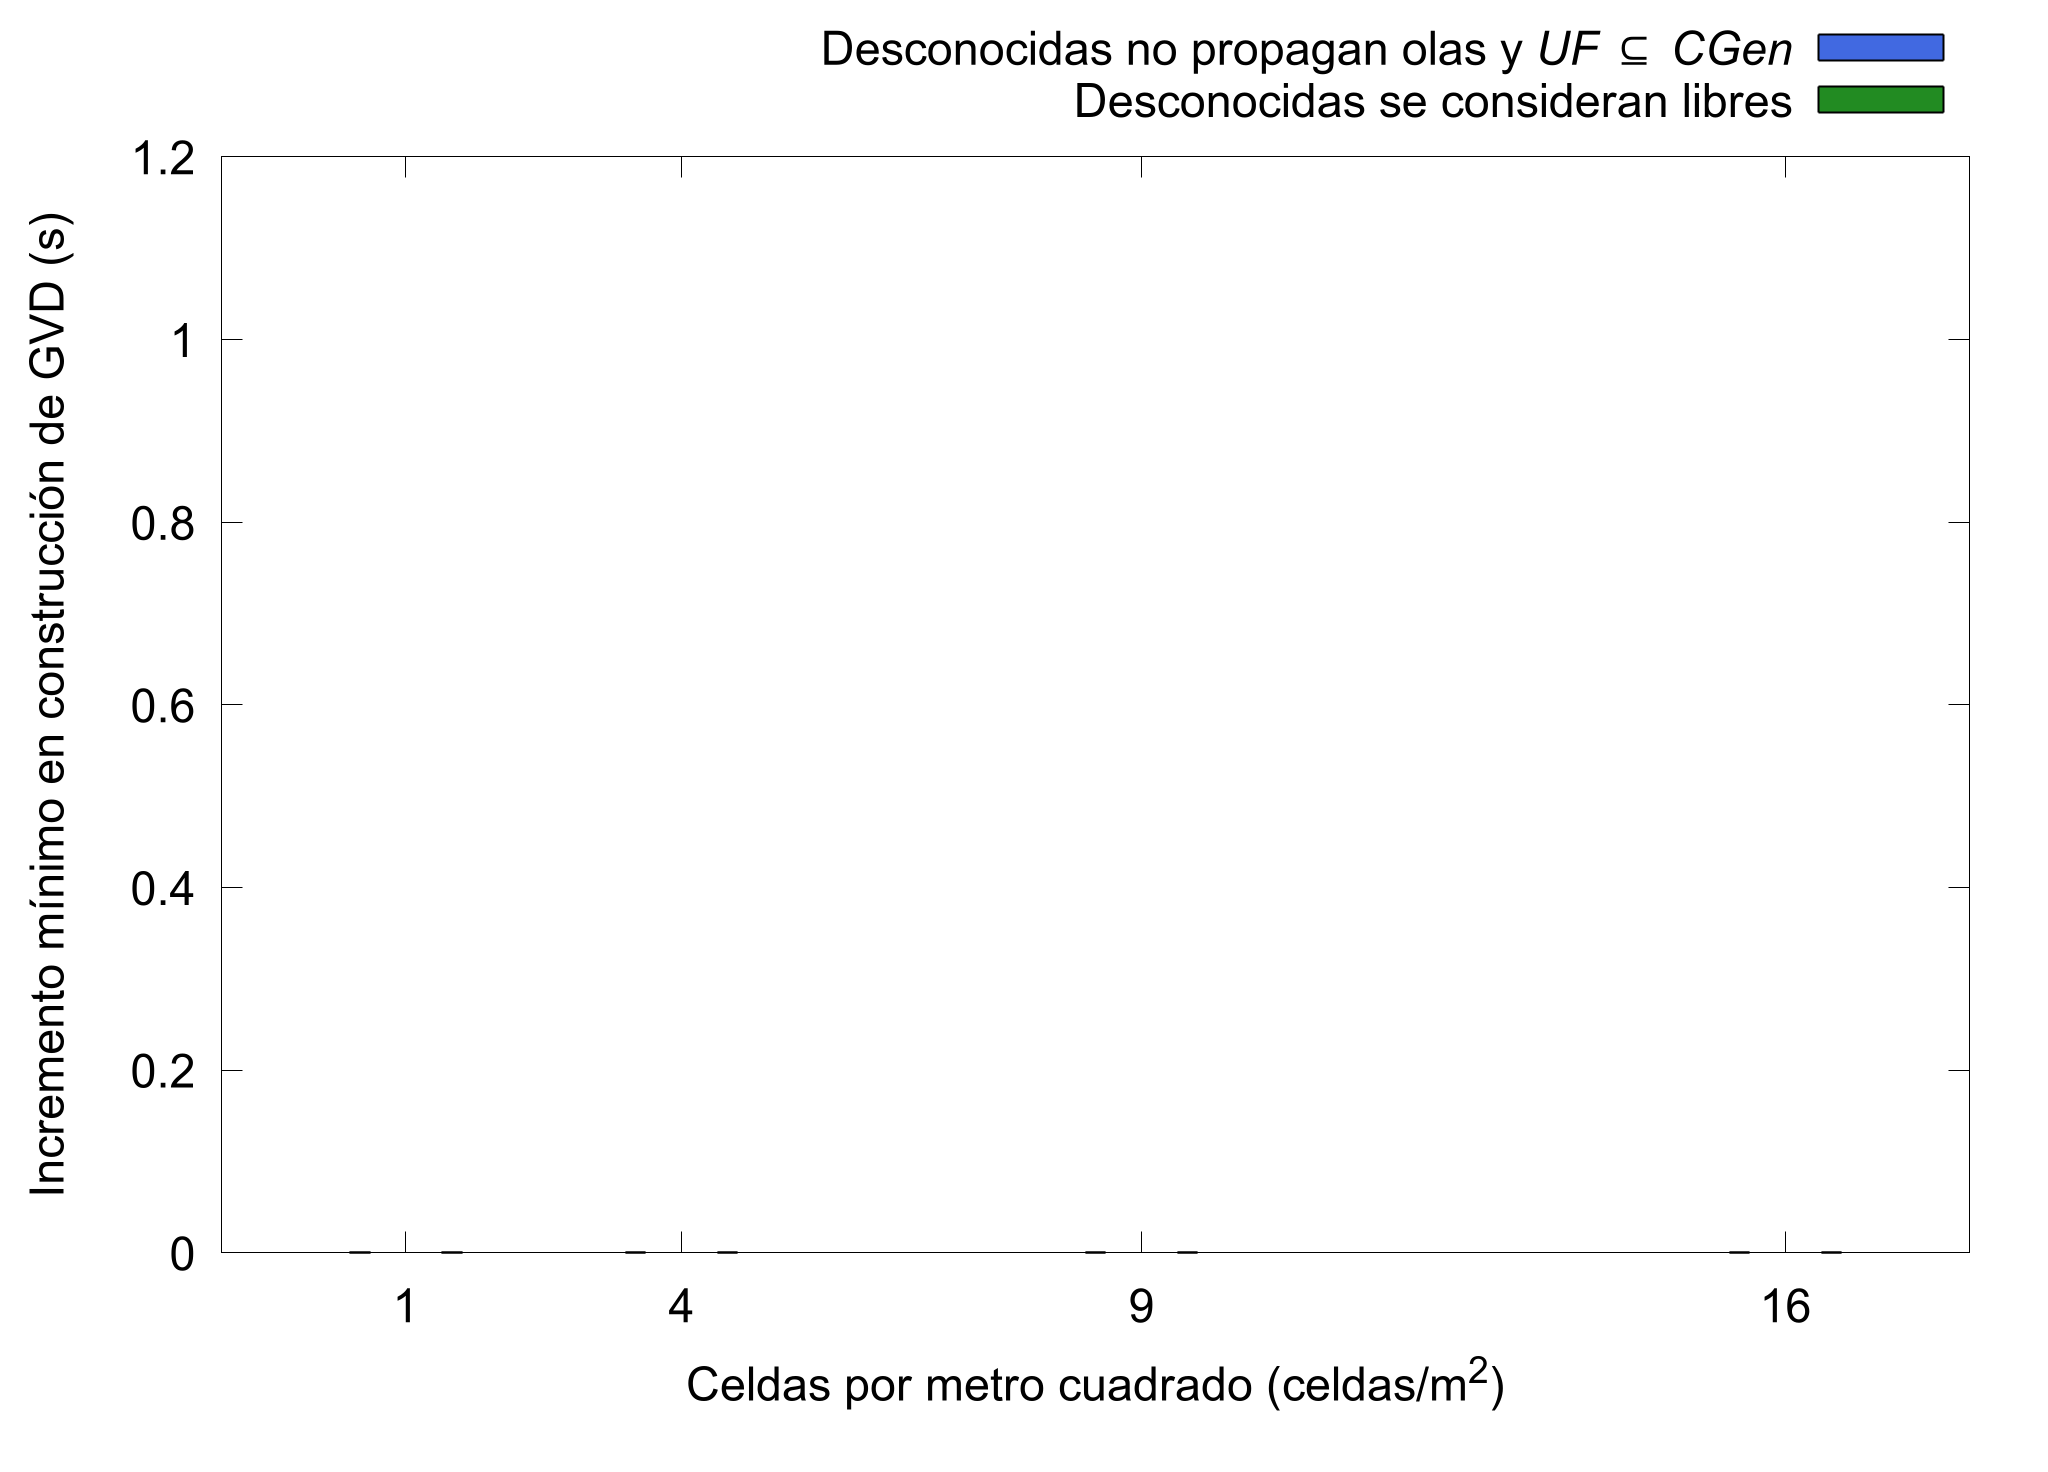 Desconocidas no propagan olas y UF ⊆ CGen
Desconocidas se consideran libres
1.2
1
0.8
0.6
0.4
0.2
0
Incremento mínimo en construcción de GVD (s)
1 4 9 16
Celdas por metro cuadrado (celdas/m²)